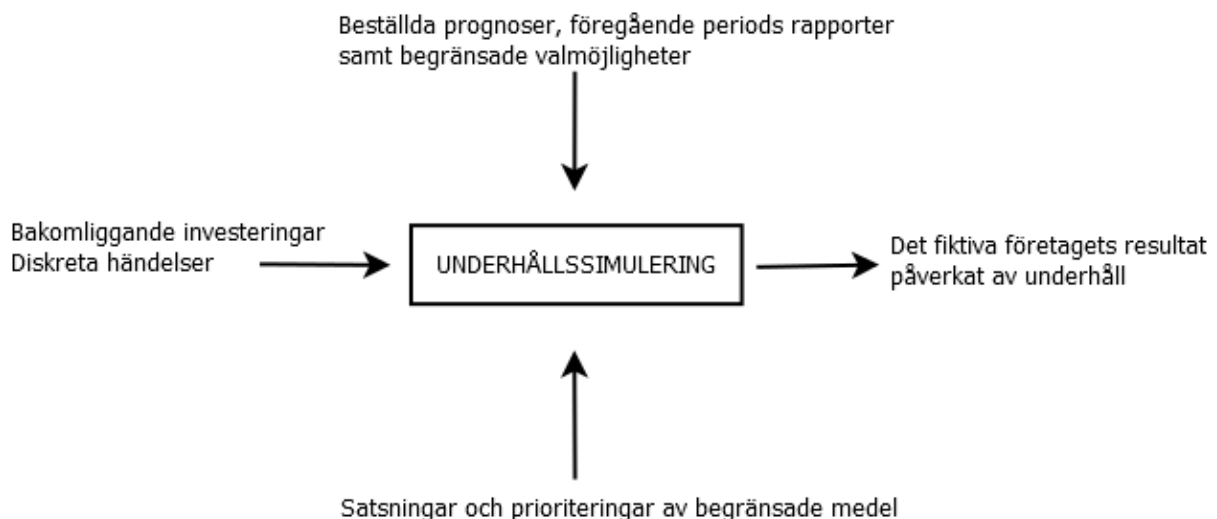 Beställda prognoser, föregående periods rapporter
samt begränsade valmöjligheter
Bakomliggande investeringar
Diskreta händelser
UNDERHÅLLSSIMULERING
Det fiktiva företagets resultat
påverkat av underhåll
Satsningar och prioriteringar av begränsade medel